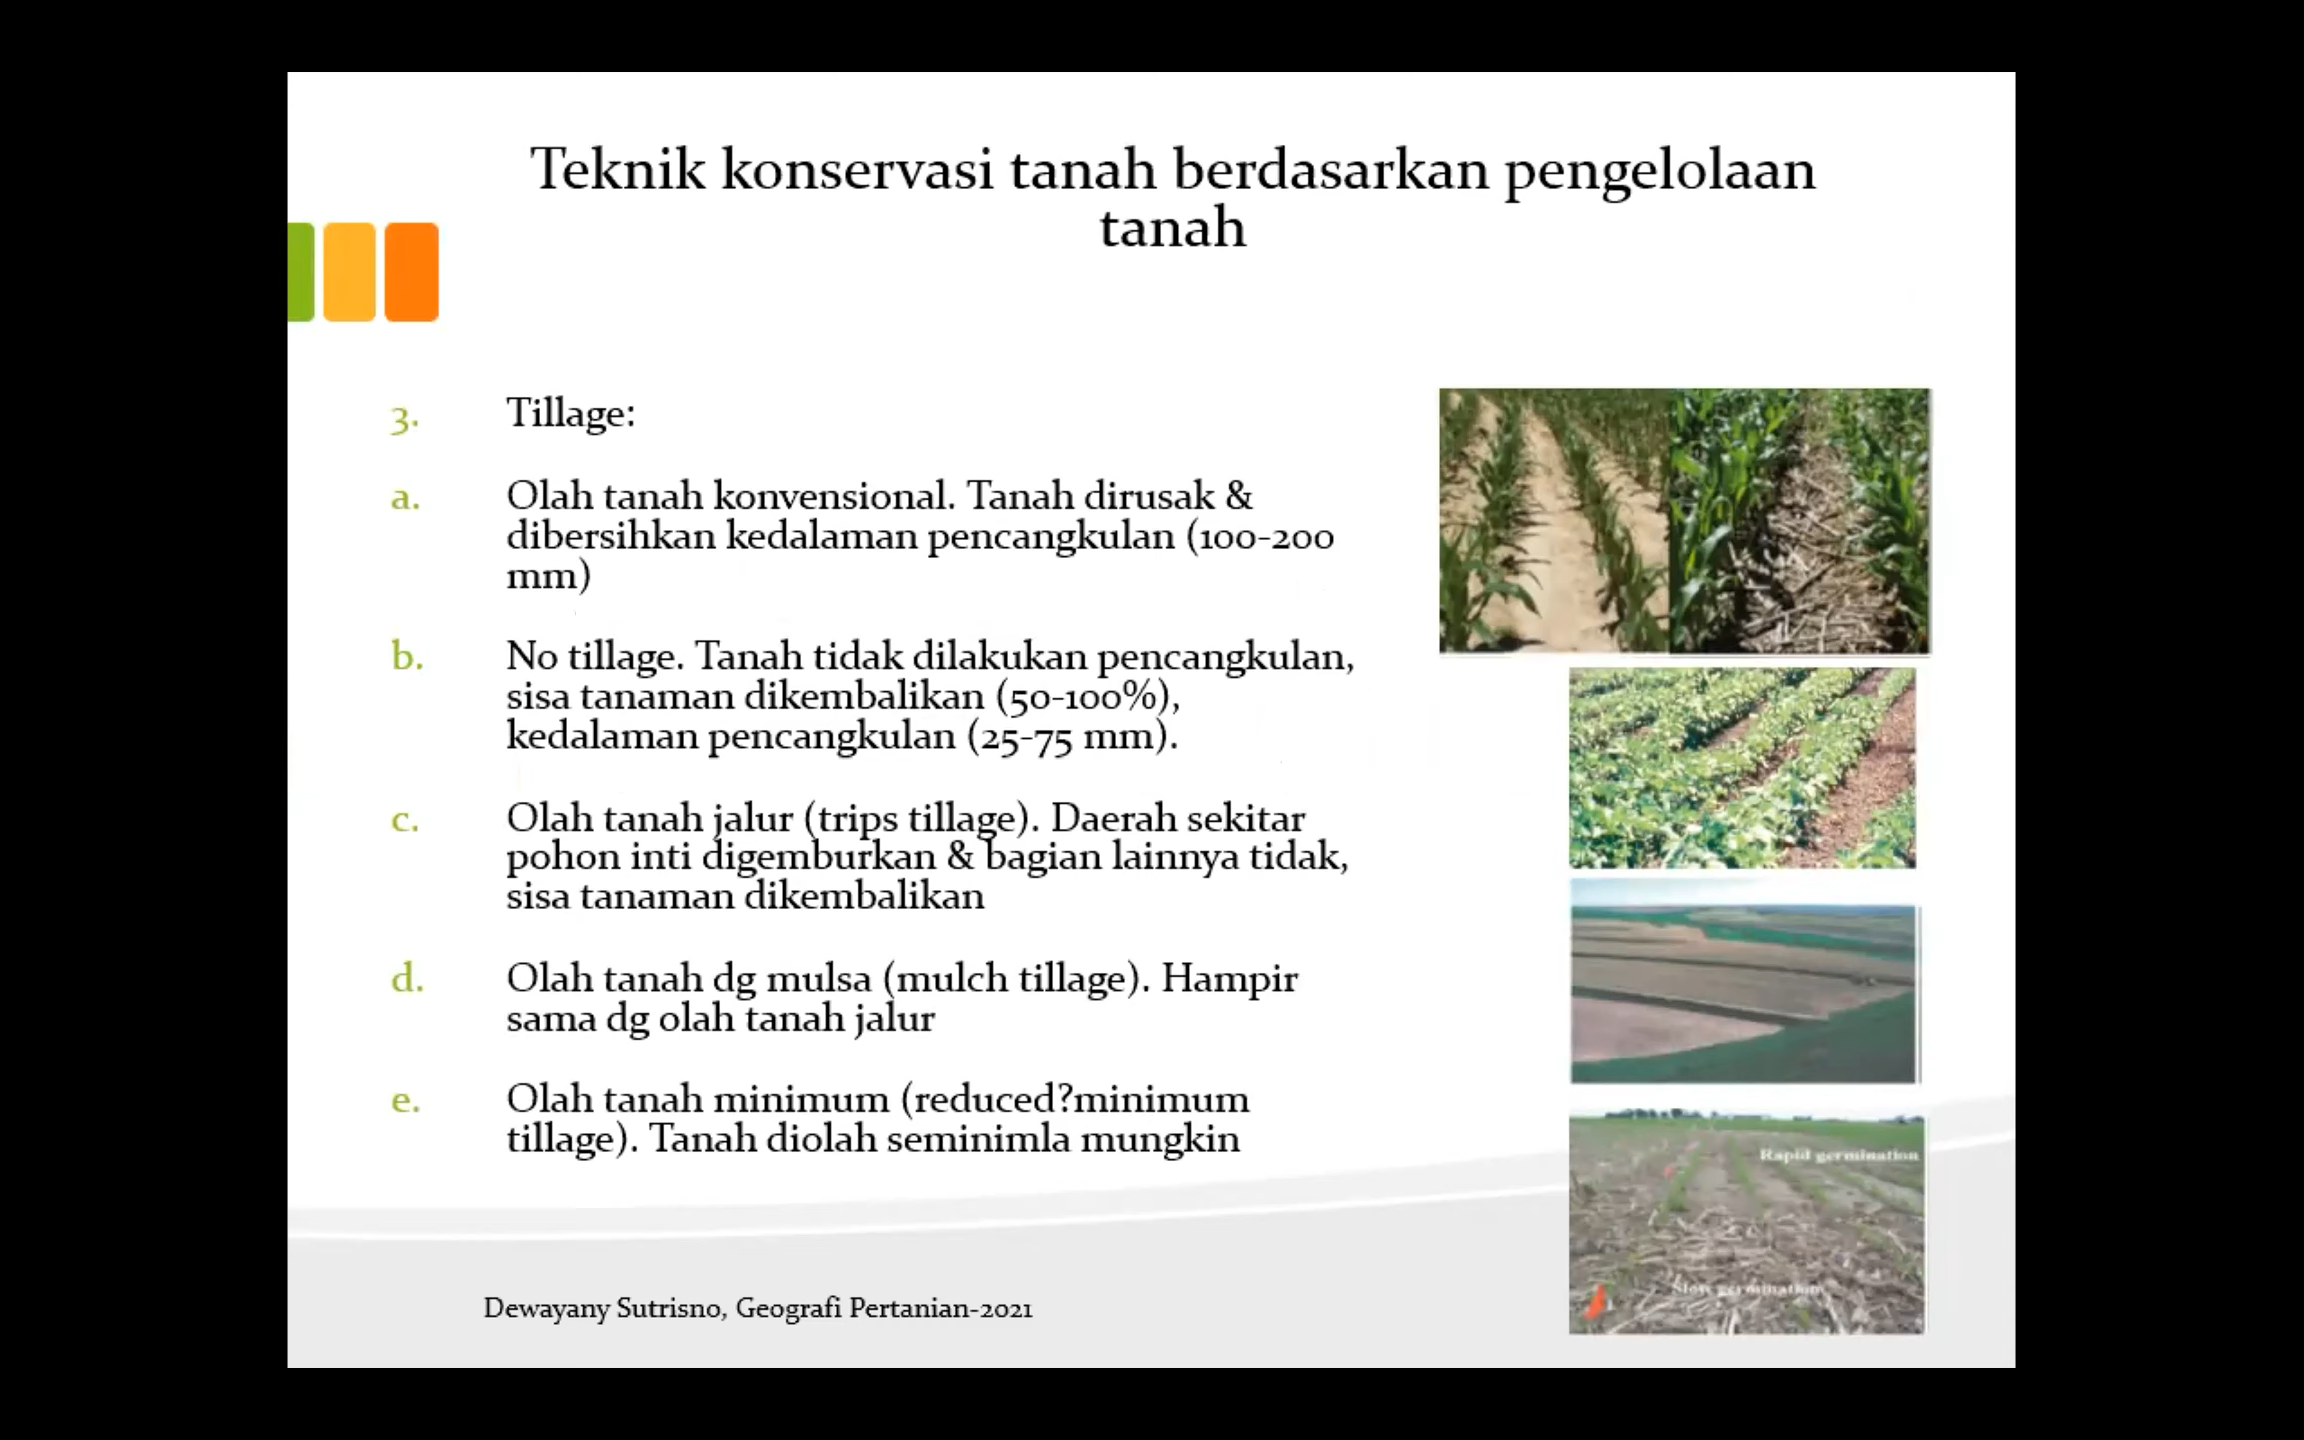 Teknik konservasi tanah berdasarkan pengelolaan
tanah
3. Tillage:
a. Olah tanah konvensional. Tanah dirusak &
dibersihkan kedalaman pencangkulan (100-200
mm)
b. No tillage. Tanah tidak dilakukan pencangkulan,
sisa tanaman dikembalikan (50-100%),
kedalaman pencangkulan (25-75 mm).
c. Olah tanah jalur (trips tillage). Daerah sekitar
pohon inti digemburkan & bagian lainnya tidak,
sisa tanaman dikembalikan
d. Olah tanah dg mulsa (mulch tillage). Hampir
sama dg olah tanah jalur
e. Olah tanah minimum (reduced?minimum
tillage). Tanah diolah seminimla mungkin
Rapid germination
Slow germination
Dewayany Sutrisno, Geografi Pertanian-2021